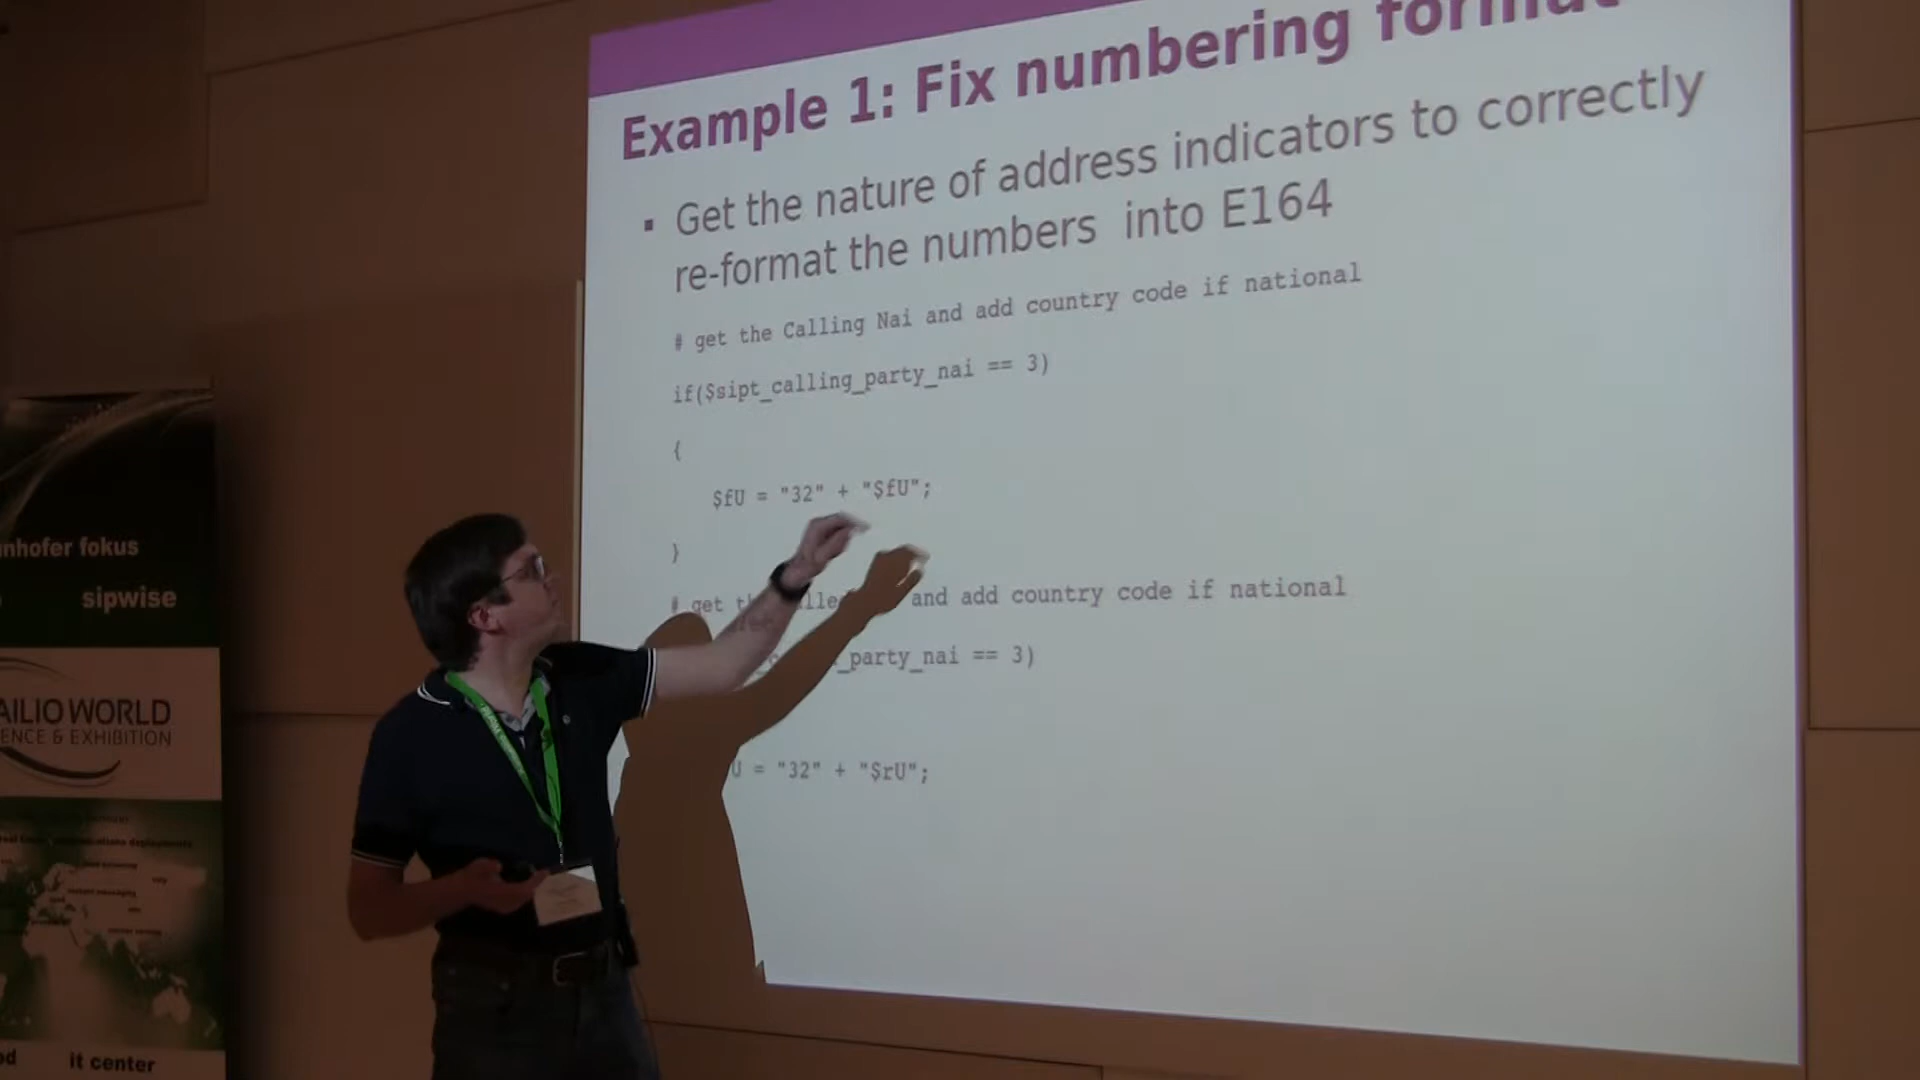 Example 1: Fix numbering format
▪ Get the nature of address indicators to correctly
re-format the numbers into E164
# get the Calling Nai and add country code if national
if($sipt_calling_party_nai == 3)
{
$fU = "32" + "$fU";
}
# get and add country code if national
_party_nai == 3)
U = "32" + "$rU";
nhofer fokus
sipwise
AILIO WORLD
ENCE & EXHIBITION
it center